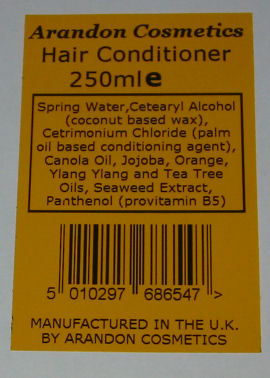 Arandon Cosmetics
Hair Conditioner
250ml e
Spring Water,Cetearyl Alcohol
(coconut based wax),
Cetrimonium Chloride (palm
oil based conditioning agent),
Canola Oil, Jojoba, Orange,
Ylang Ylang and Tea Tree
Oils, Seaweed Extract,
Panthenol (provitamin B5)
5 010297 686547 >
MANUFACTURED IN THE U.K.
BY ARANDON COSMETICS